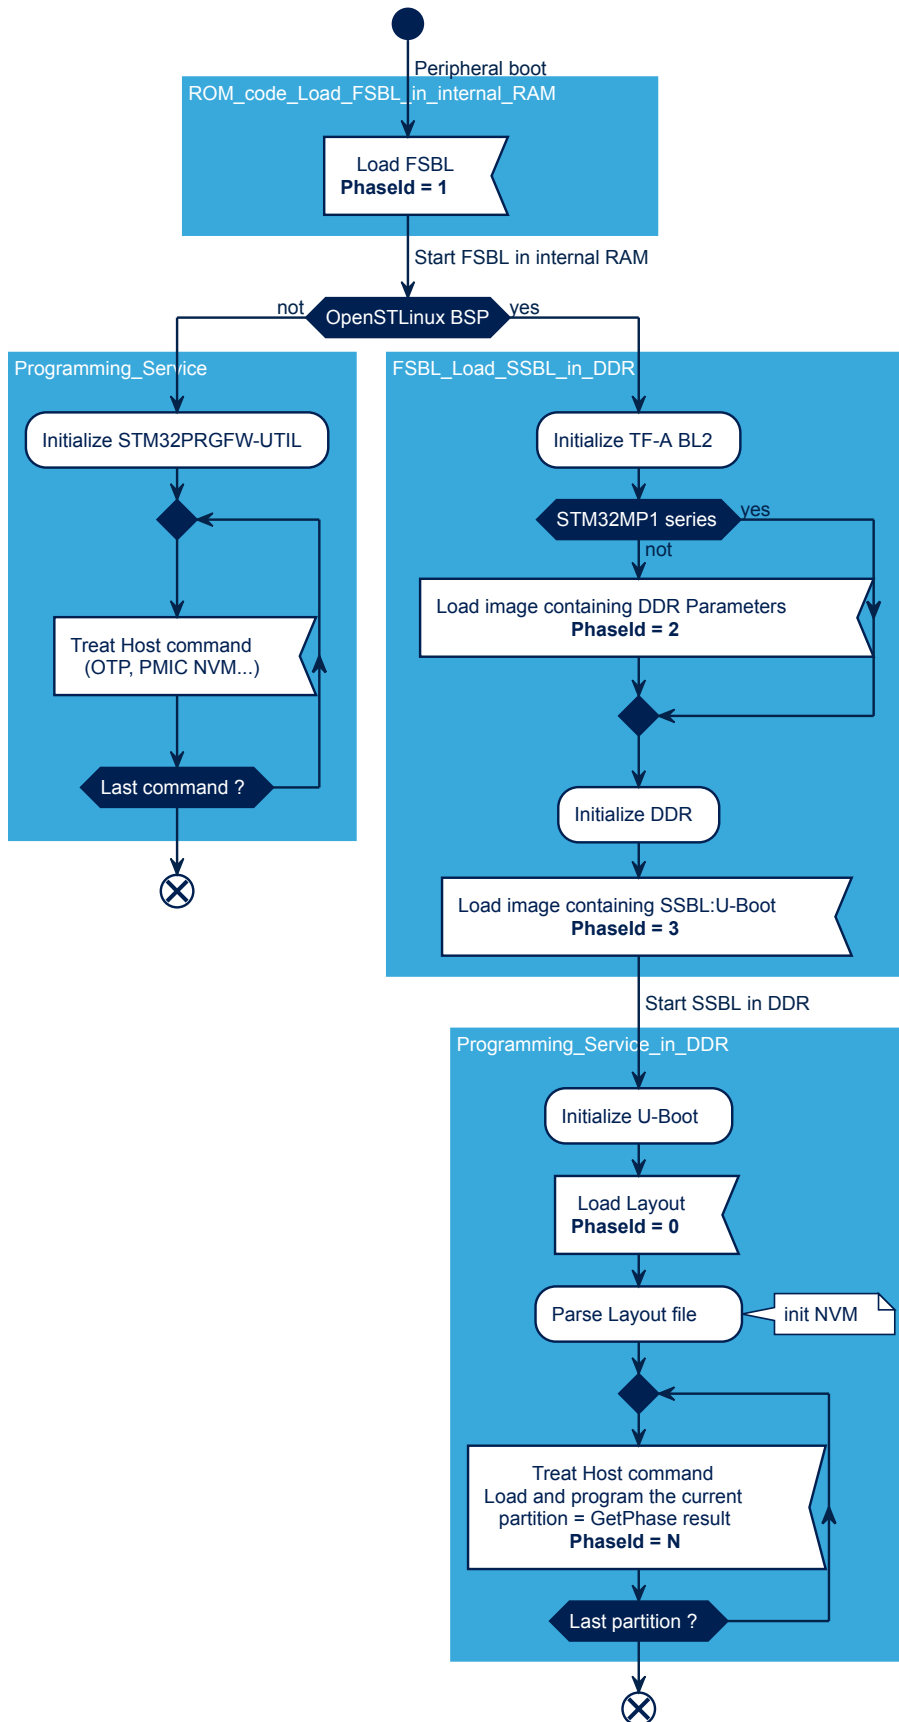 Peripheral boot
ROM_code_Load_FSBL_in_internal_RAM
Load FSBL
PhaseId = 1
Start FSBL in internal RAM
not
OpenSTLinux BSP
yes
Programming_Service
Initialize STM32PRGFW-UTIL
Treat Host command
(OTP, PMIC NVM...)
Last command ?
FSBL_Load_SSBL_in_DDR
Initialize TF-A BL2
STM32MP1 series
yes
not
Load image containing DDR Parameters
PhaseId = 2
Initialize DDR
Load image containing SSBL:U-Boot
PhaseId = 3
Start SSBL in DDR
Programming_Service_in_DDR
Initialize U-Boot
Load Layout
PhaseId = 0
Parse Layout file
init NVM
Treat Host command
Load and program the current
partition = GetPhase result
PhaseId = N
Last partition ?